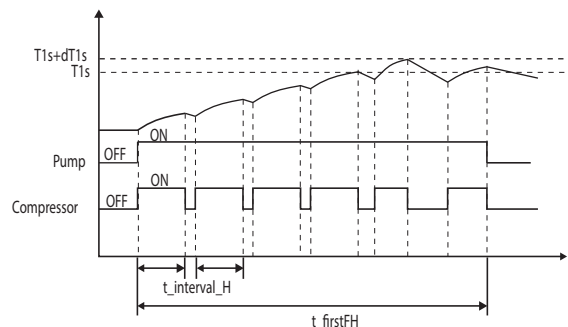 T1s+dT1s
T1s
ON
OFF
Pump
ON
OFF
Compressor
t_interval_H
t_firstFH